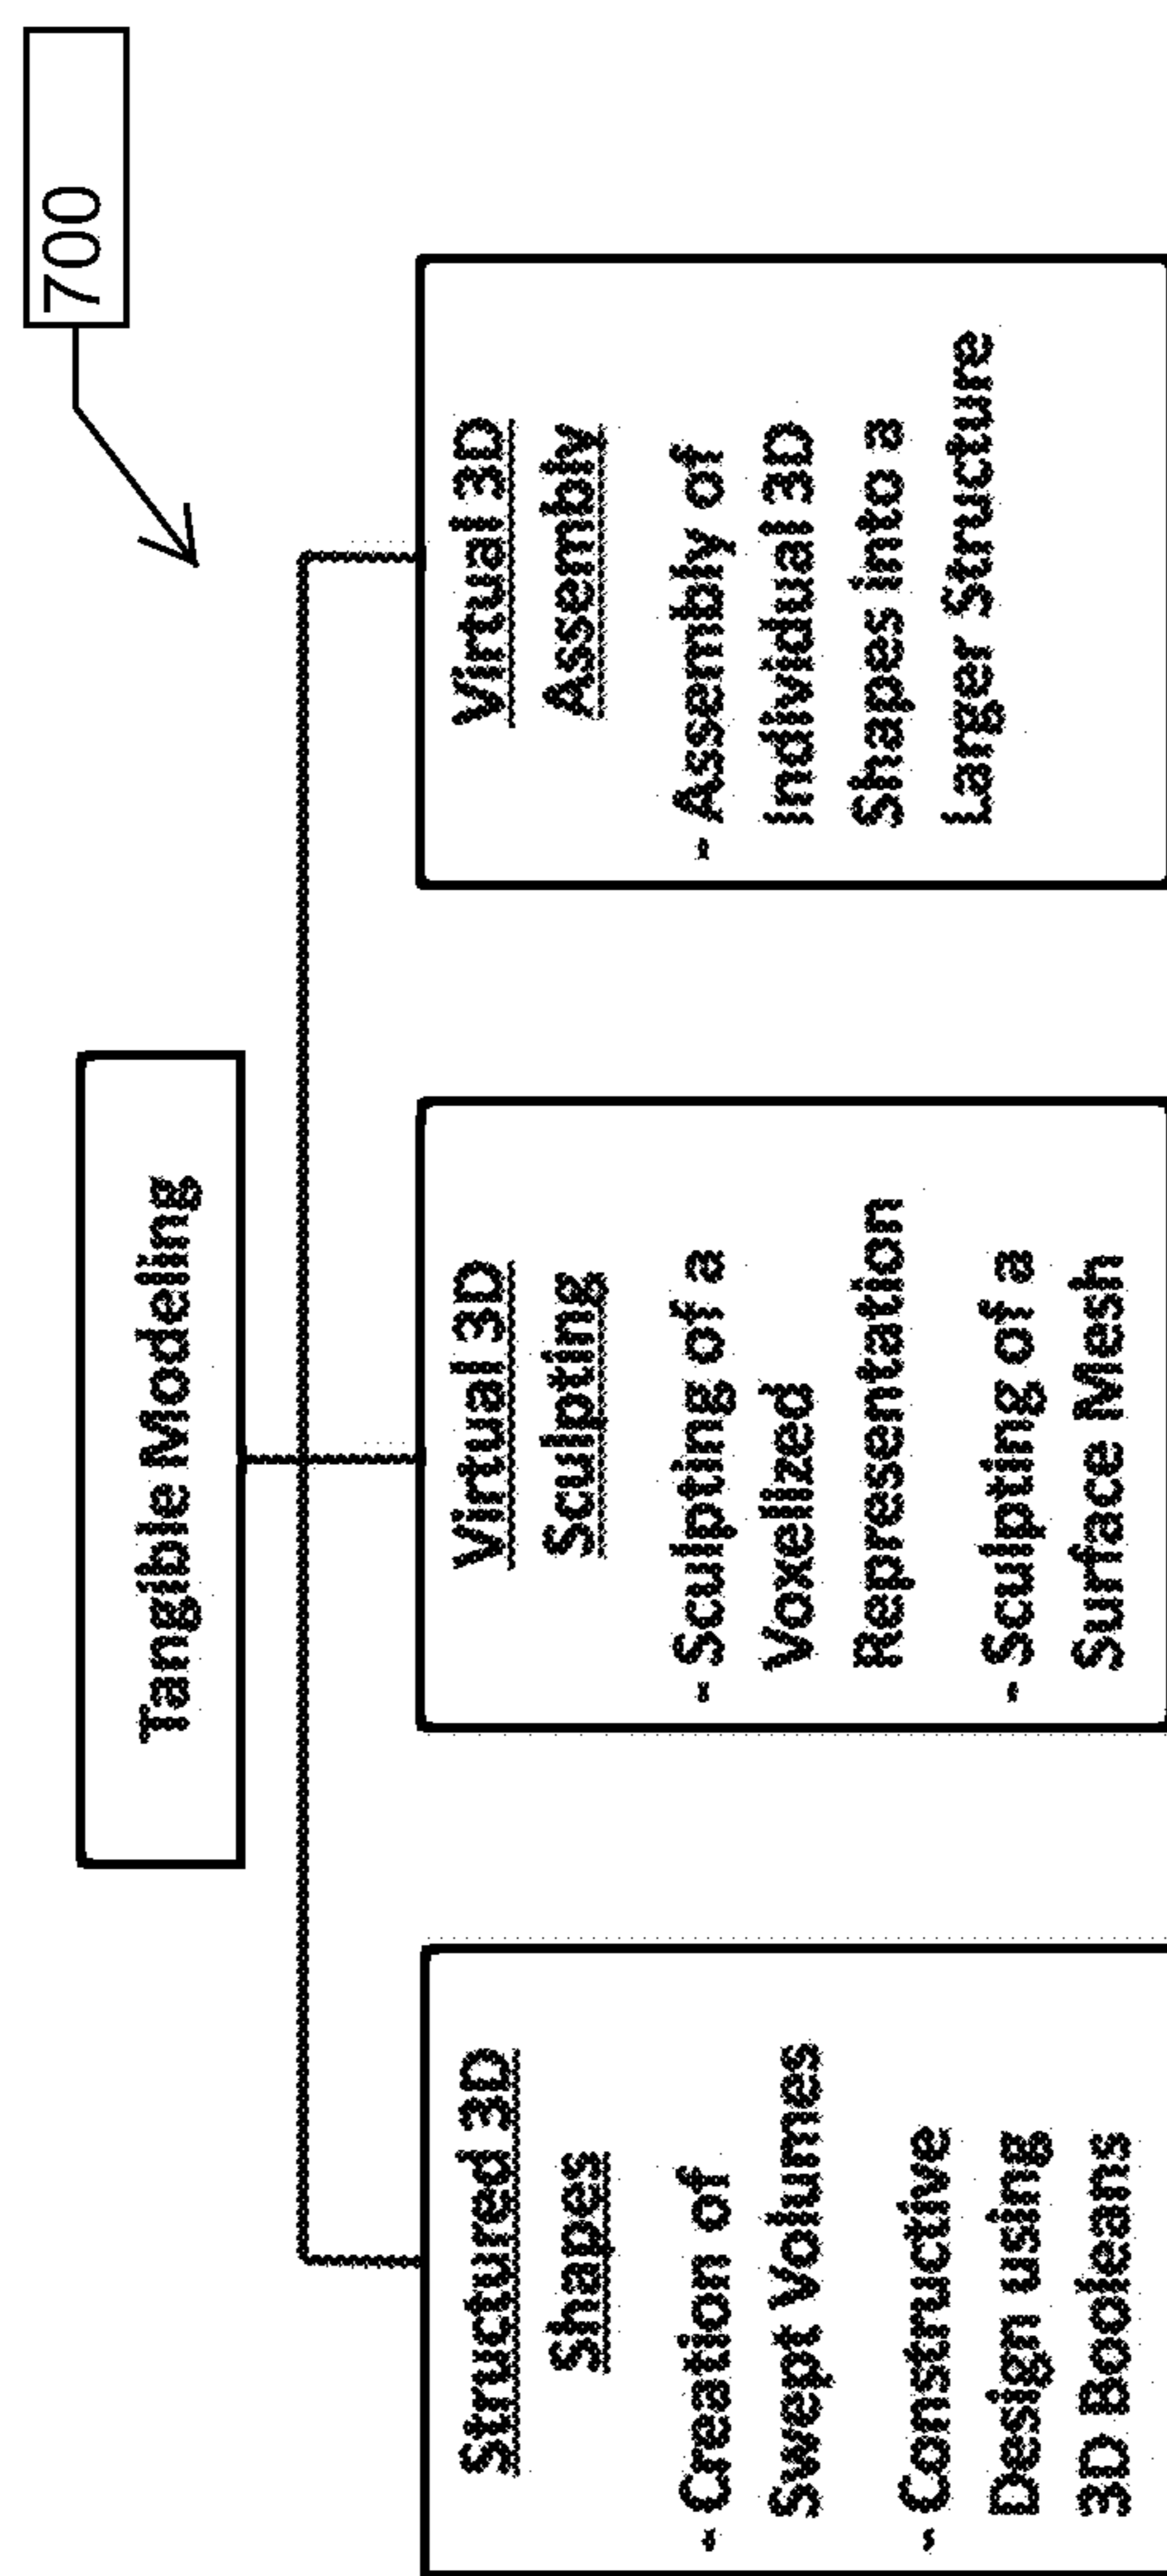 700
Tangible Modeling
Structured 3D
Shapes
- Creation of
Swept Volumes
- Constructive
Design using
3D Booleans
Virtual 3D
Sculpting
- Sculpting of a
Voxelized
Representation
- Sculpting of a
Surface Mesh
Virtual 3D
Assembly
- Assembly of
individual 3D
Shapes into a
Larger Structure